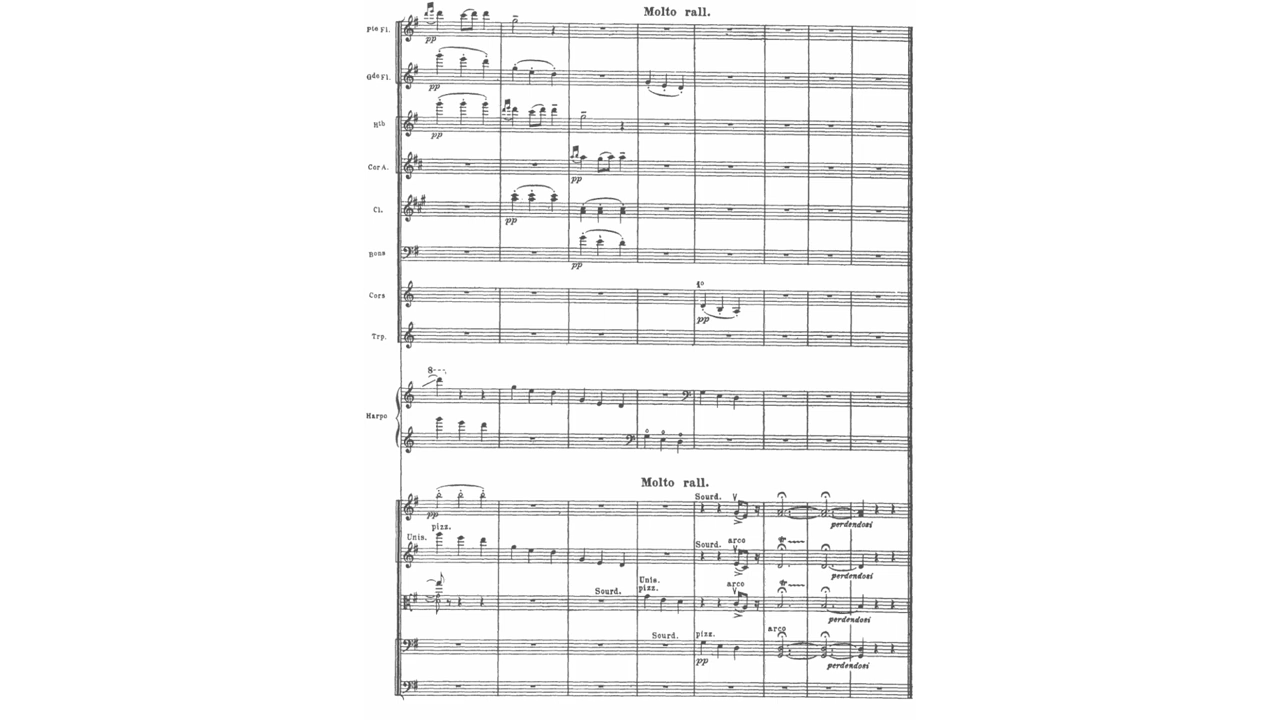 Molto rall.
Pte Fl.
pp
Gde Fl.
pp
Htb
pp
Cor A.
pp
Cl.
pp
Bons
pp
1º
Cors
pp
Trp.
8
Harpe
Molto rall.
Sourd.
pp
perdendosi
pizz.
Unis.
Sourd. arco
perdendosi
Unis.
pizz.
arco
Sourd.
perdendosi
Sourd. pizz. arco
pp
perdendosi